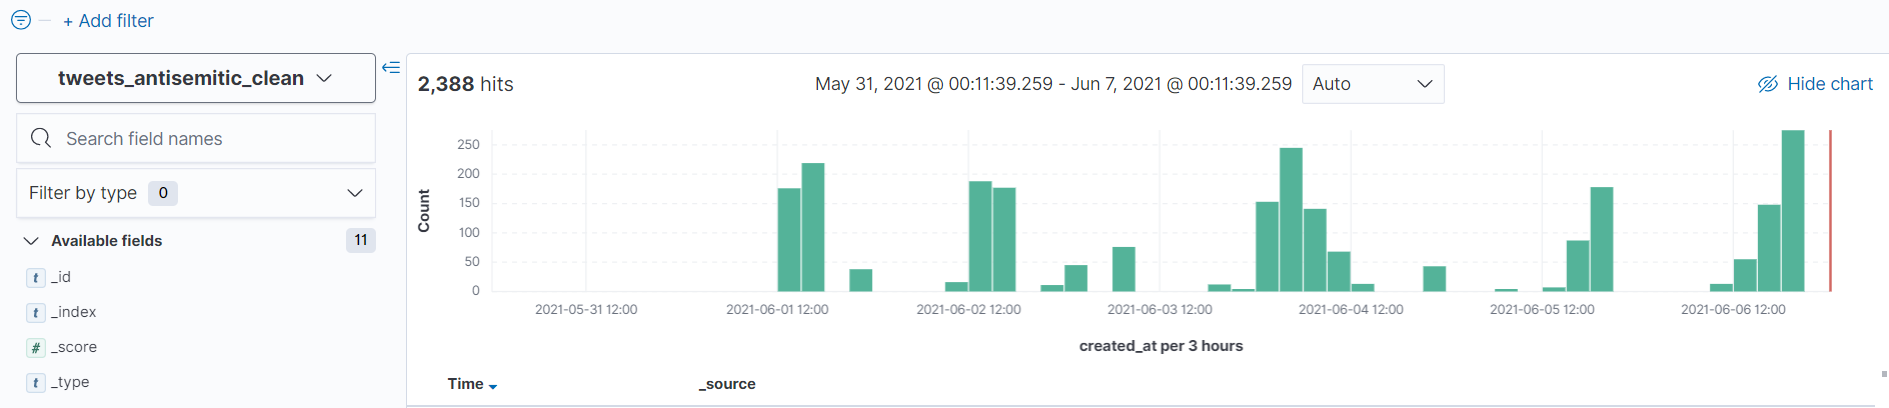 + Add filter
tweets_antisemitic_clean
2,388 hits
May 31, 2021 @ 00:11:39.259 - Jun 7, 2021 @ 00:11:39.259
Auto
Hide chart
Search field names
Filter by type 0
Available fields 11
t _id
t _index
# _score
t _type
Count
250
200
150
100
50
0
2021-05-31 12:00
2021-06-01 12:00
2021-06-02 12:00
2021-06-03 12:00
2021-06-04 12:00
2021-06-05 12:00
2021-06-06 12:00
created_at per 3 hours
Time
_source